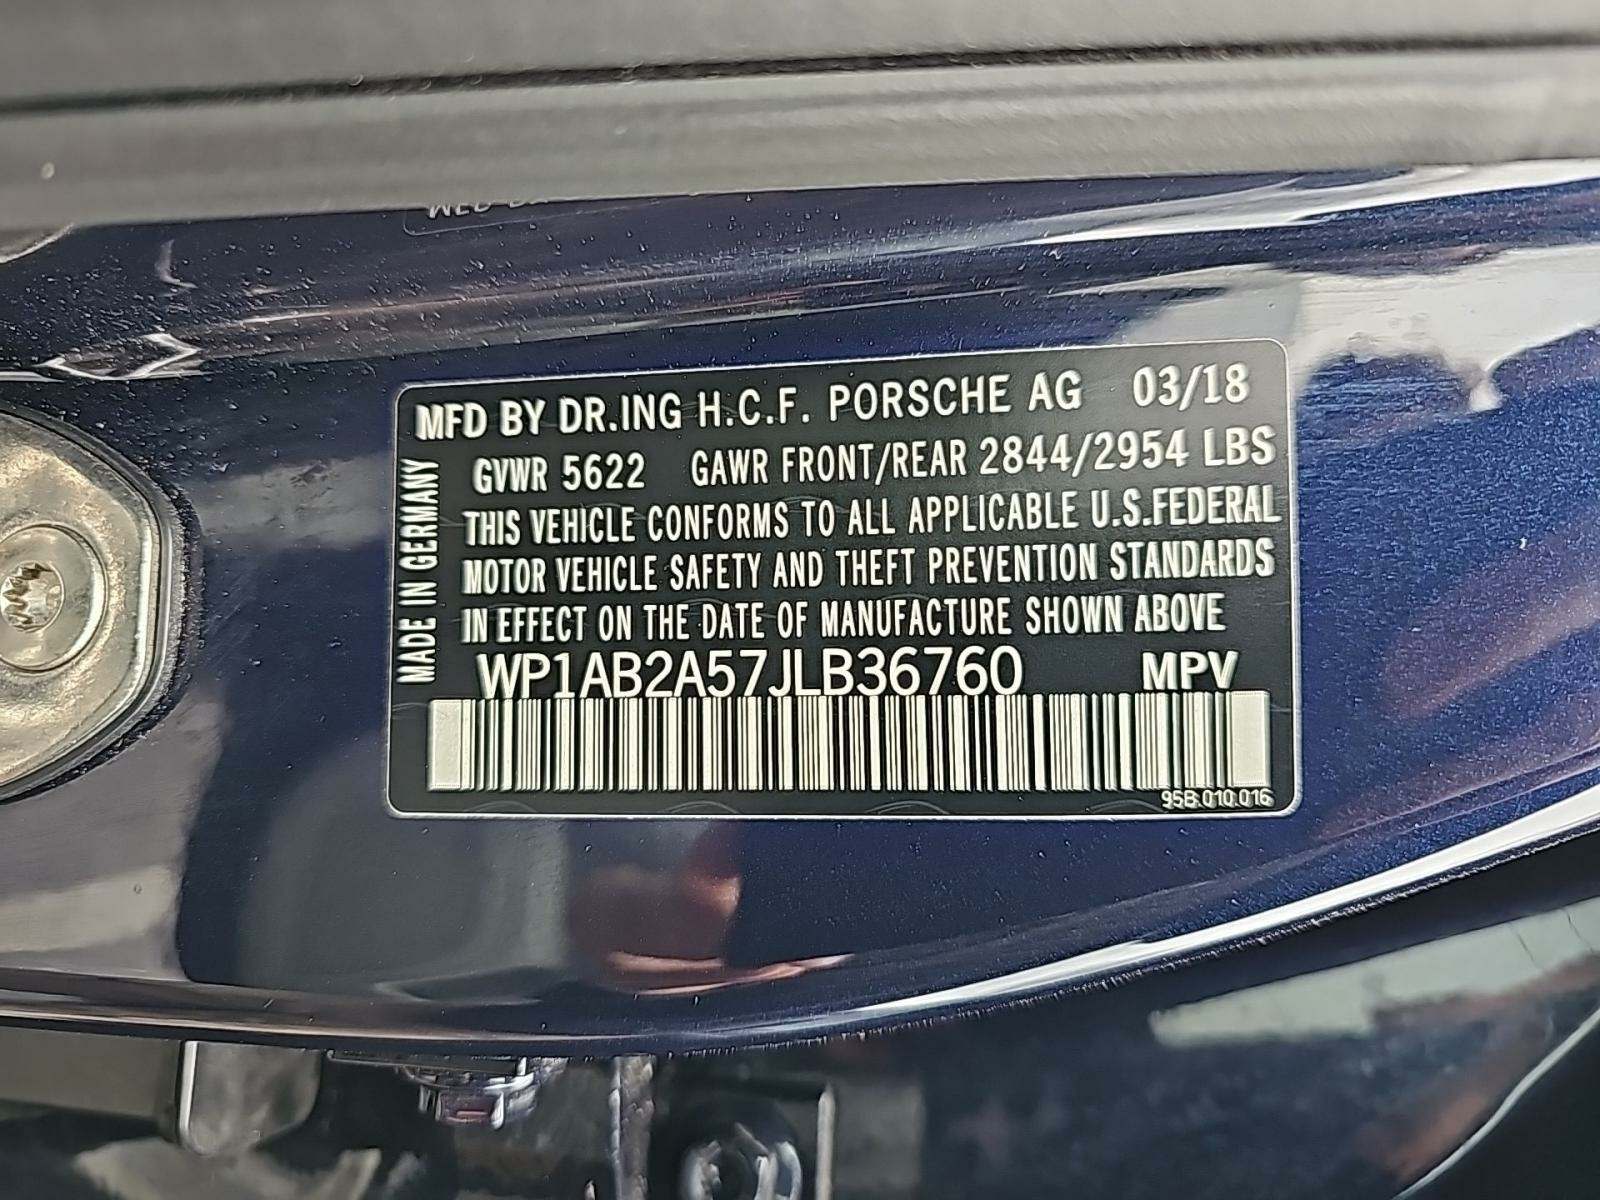 MFD BY DR.ING H.C.F. PORSCHE AG 03/18
GVWR 5622 GAWR FRONT/REAR 2844/2954 LBS
THIS VEHICLE CONFORMS TO ALL APPLICABLE U.S.FEDERAL
MOTOR VEHICLE SAFETY AND THEFT PREVENTION STANDARDS
IN EFFECT ON THE DATE OF MANUFACTURE SHOWN ABOVE
MADE IN GERMANY
WP1AB2A57JLB36760 MPV
95B.010.016